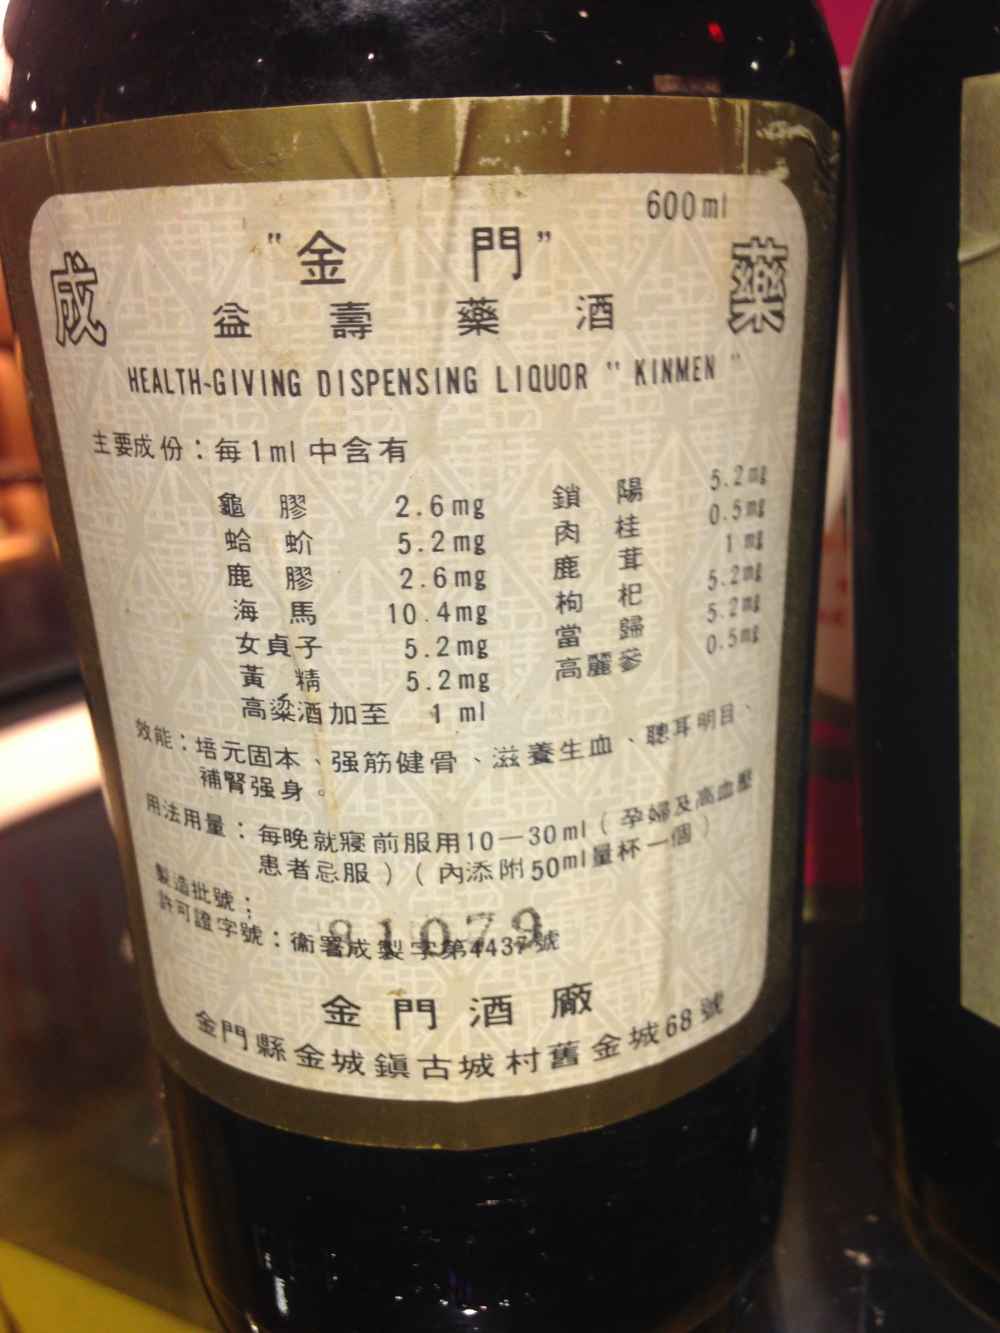 600ml
成 藥
"金 門"
益 壽 藥 酒
HEALTH-GIVING DISPENSING LIQUOR " KINMEN "
主要成份：每1ml中含有
龜 膠 2.6mg 鎖 陽 5.2mg
蛤 蚧 5.2mg 肉 桂 0.5mg
鹿 膠 2.6mg 鹿 茸 1mg
海 馬 10.4mg 枸 杞 5.2mg
女貞子 5.2mg 當 歸 5.2mg
黃 精 5.2mg 高麗蔘 0.5mg
高粱酒加至 1ml
效能：培元固本、强筋健骨、滋養生血、聰耳明目、
補腎强身。
用法用量：每晚就寢前服用10—30ml（孕婦及高血壓
患者忌服）（內添附50ml量杯一個）
製造批號： 81079
許可證字號：衞署成製字第4437號
金門酒廠
金門縣金城鎭古城村舊金城68號